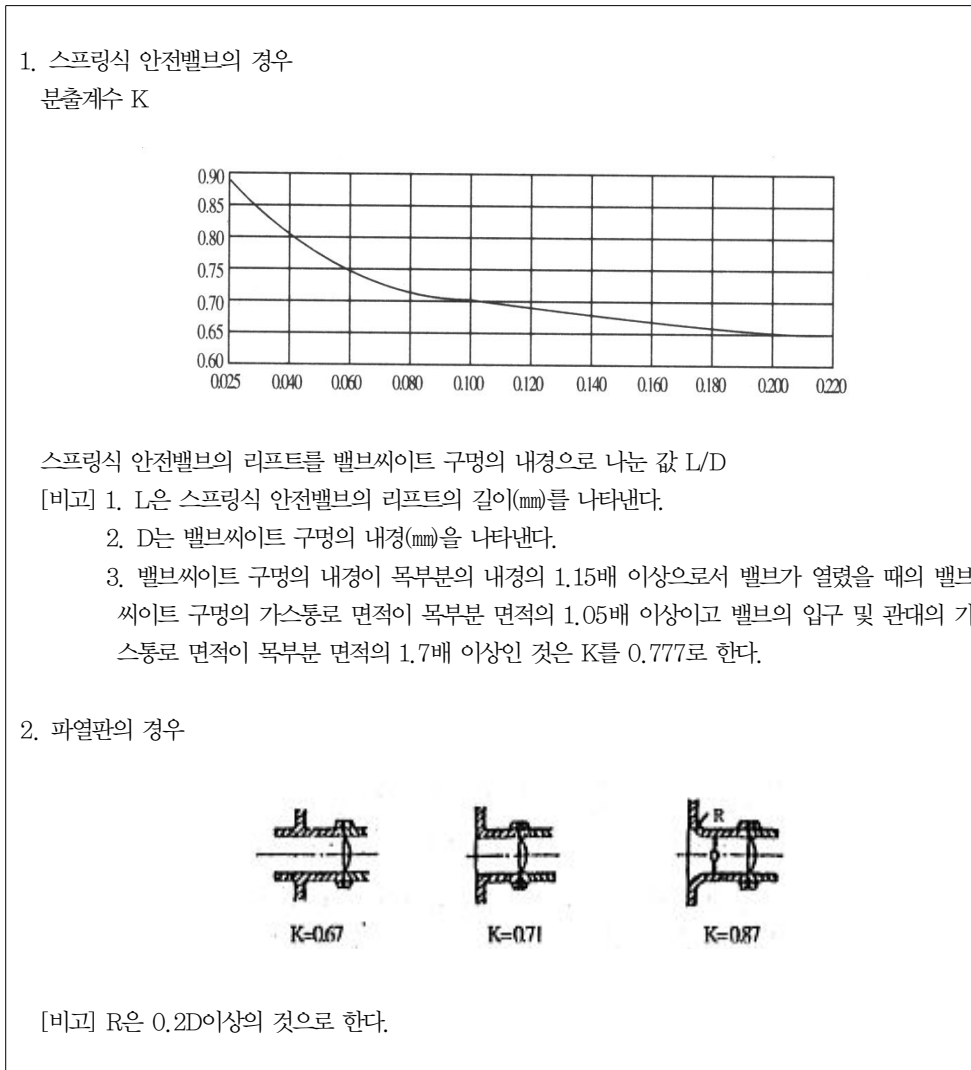 1. 스프링식 안전밸브의 경우
분출계수 K
0.90
0.85
0.80
0.75
0.70
0.65
0.60
0.025 0.040 0.060 0.080 0.100 0.120 0.140 0.160 0.180 0.200 0.220
스프링식 안전밸브의 리프트를 밸브씨이트 구멍의 내경으로 나눈 값 L/D
[비고] 1. L은 스프링식 안전밸브의 리프트의 길이(㎜)를 나타낸다.
2. D는 밸브씨이트 구멍의 내경(㎜)을 나타낸다.
3. 밸브씨이트 구멍의 내경이 목부분의 내경의 1.15배 이상으로서 밸브가 열렸을 때의 밸브
씨이트 구멍의 가스통로 면적이 목부분 면적의 1.05배 이상이고 밸브의 입구 및 관대의 가
스통로 면적이 목부분 면적의 1.7배 이상인 것은 K를 0.777로 한다.
2. 파열판의 경우
R
K=0.67 K=0.71 K=0.87
[비고] R은 0.2D이상의 것으로 한다.